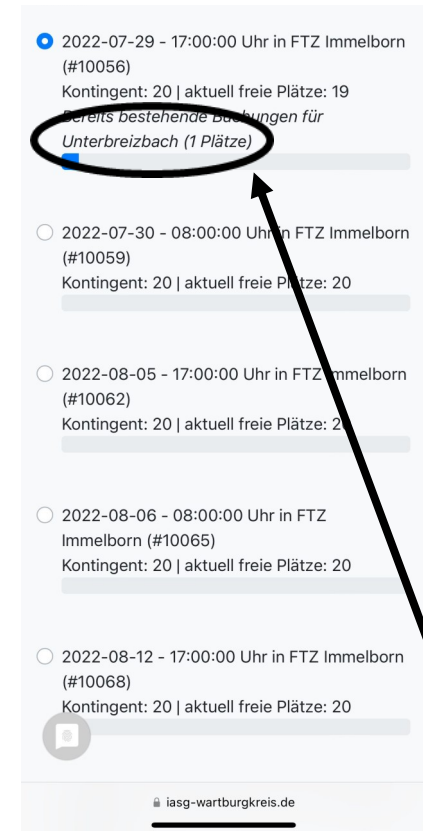 2022-07-29 - 17:00:00 Uhr in FTZ Immelborn
(#10056)
Kontingent: 20 | aktuell freie Plätze: 19
Bereits bestehende Buchungen für
Unterbreizbach (1 Plätze)
2022-07-30 - 08:00:00 Uhr in FTZ Immelborn
(#10059)
Kontingent: 20 | aktuell freie Plätze: 20
2022-08-05 - 17:00:00 Uhr in FTZ Immelborn
(#10062)
Kontingent: 20 | aktuell freie Plätze: 20
2022-08-06 - 08:00:00 Uhr in FTZ
Immelborn (#10065)
Kontingent: 20 | aktuell freie Plätze: 20
2022-08-12 - 17:00:00 Uhr in FTZ Immelborn
(#10068)
Kontingent: 20 | aktuell freie Plätze: 20
iasg-wartburgkreis.de